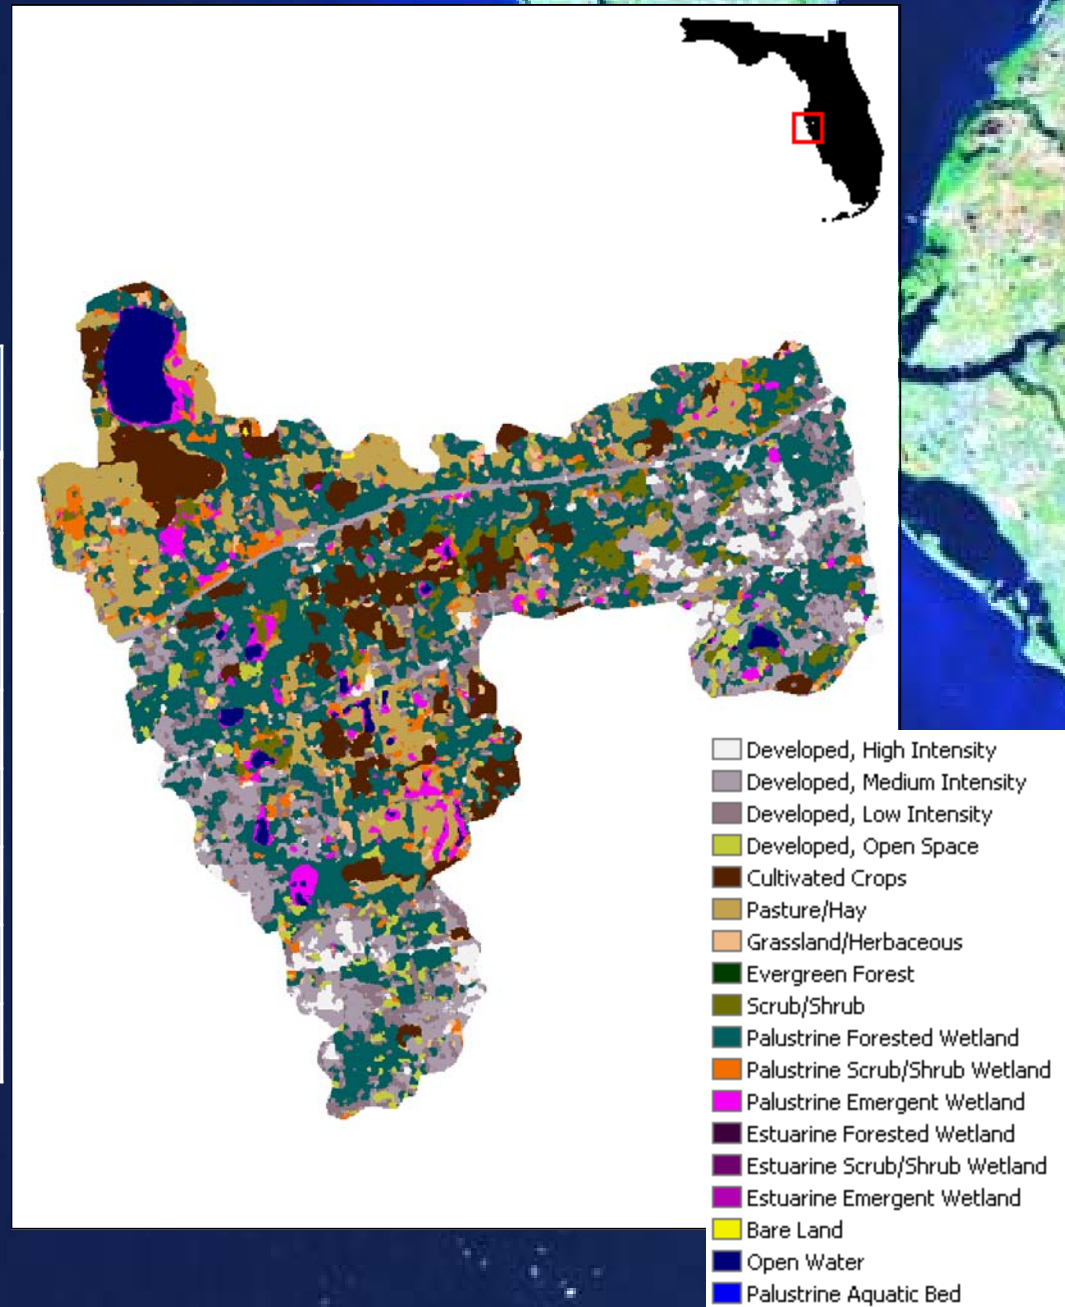 Developed, High Intensity
Developed, Medium Intensity
Developed, Low Intensity
Developed, Open Space
Cultivated Crops
Pasture/Hay
Grassland/Herbaceous
Evergreen Forest
Scrub/Shrub
Palustrine Forested Wetland
Palustrine Scrub/Shrub Wetland
Palustrine Emergent Wetland
Estuarine Forested Wetland
Estuarine Scrub/Shrub Wetland
Estuarine Emergent Wetland
Bare Land
Open Water
Palustrine Aquatic Bed